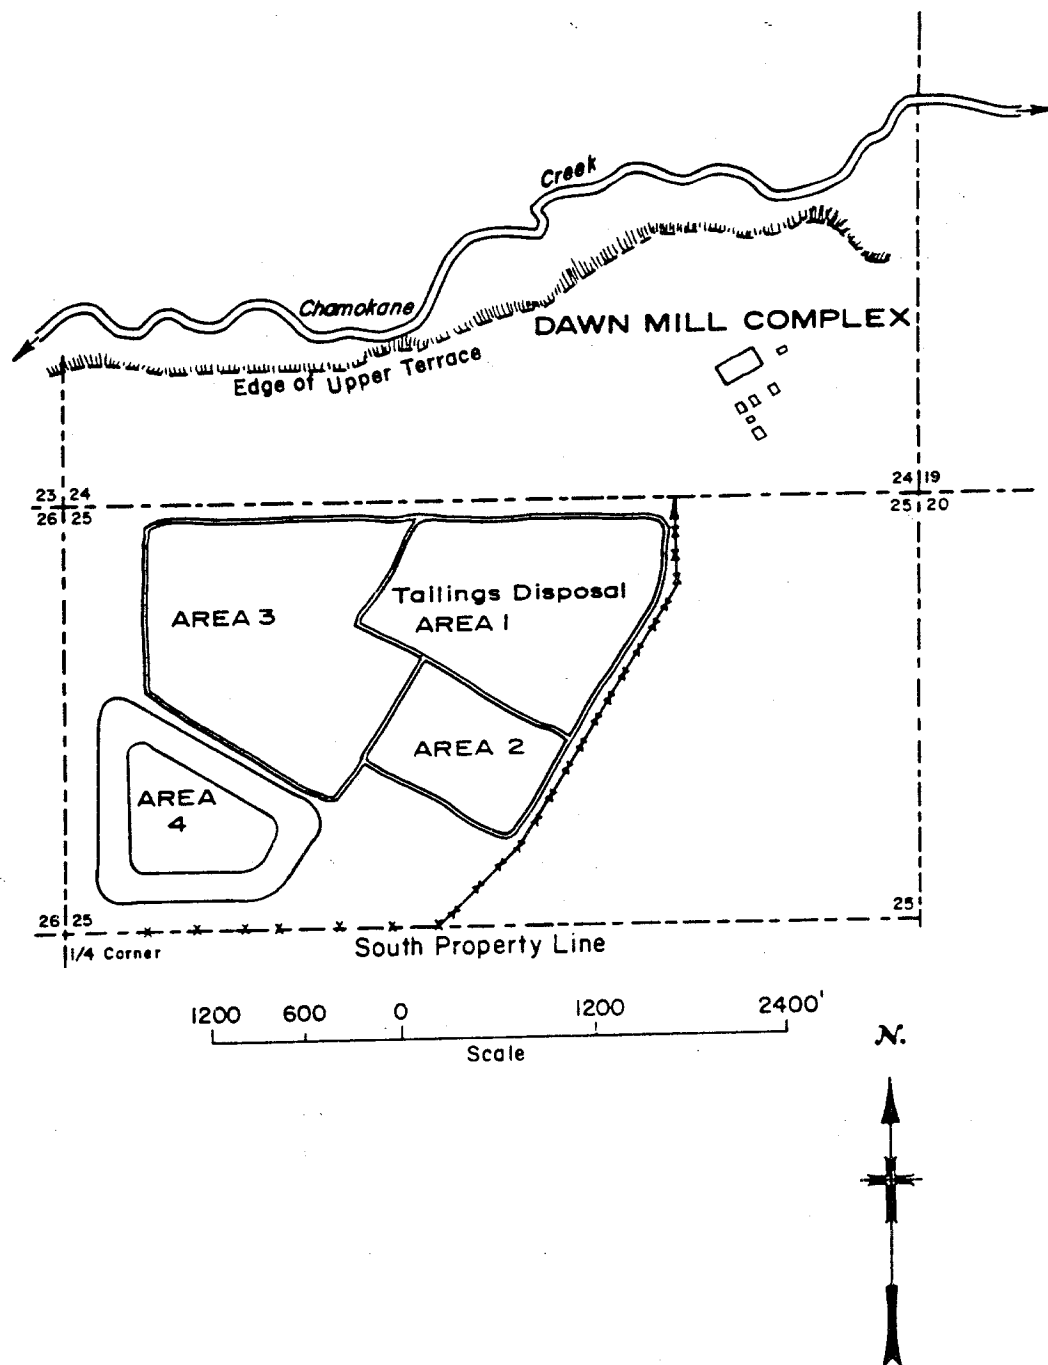 Creek
Chamokane
DAWN MILL COMPLEX
Edge of Upper Terrace
23 24
24 19
26 25
25 20
Tailings Disposal
AREA 3
AREA 1
AREA 2
AREA
4
26 25
25
1/4 Corner
South Property Line
1200 600 0 1200 2400'
Scale
N.